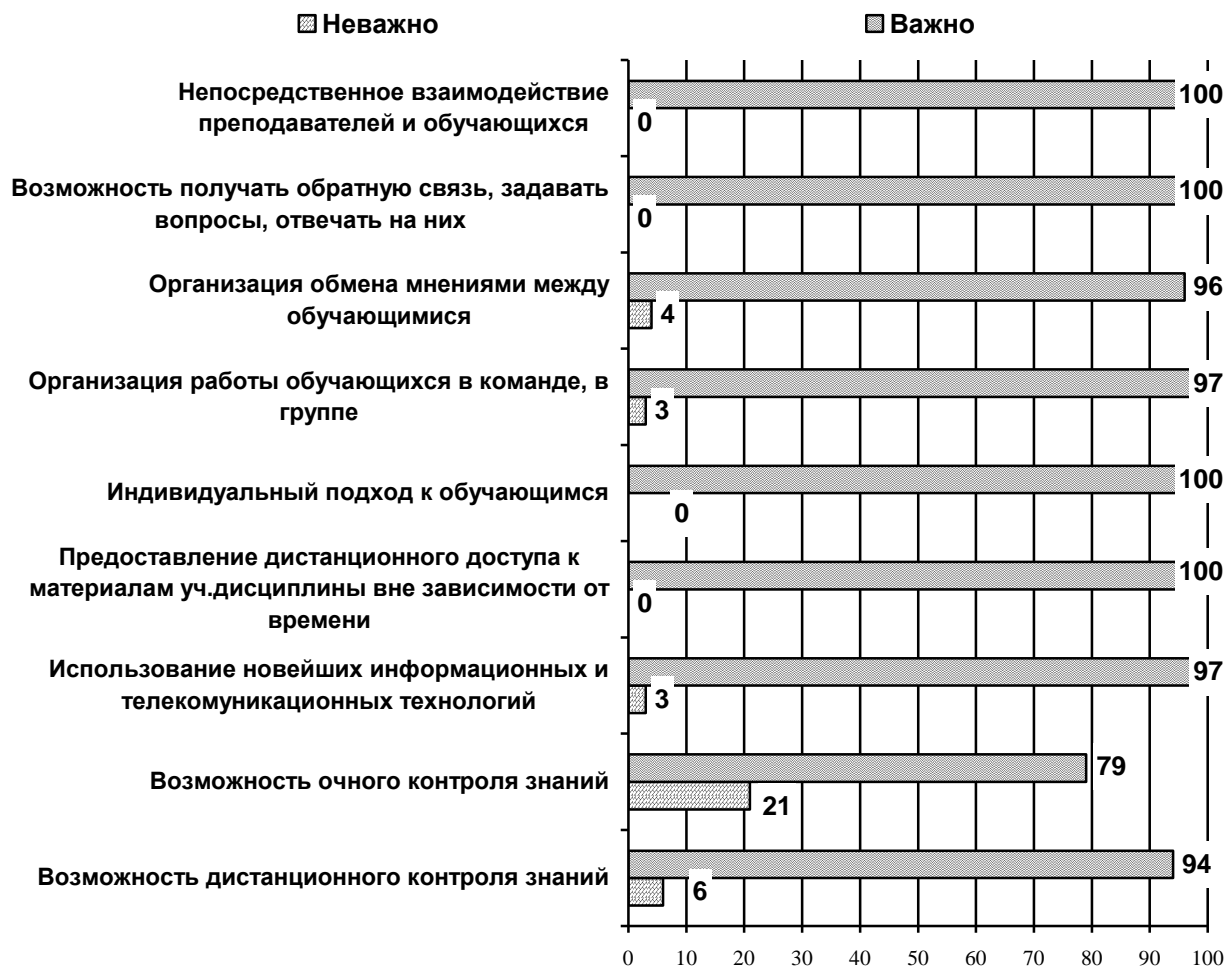 Неважно Важно
Непосредственное взаимодействие
преподавателей и обучающихся
100
0
Возможность получать обратную связь, задавать
вопросы, отвечать на них
100
0
Организация обмена мнениями между
обучающимися
96
4
Организация работы обучающихся в команде, в
группе
97
3
Индивидуальный подход к обучающимся
100
0
Предоставление дистанционного доступа к
материалам уч.дисциплины вне зависимости от
времени
100
0
Использование новейших информационных и
телекомуникационных технологий
97
3
Возможность очного контроля знаний
79
21
Возможность дистанционного контроля знаний
94
6
0 10 20 30 40 50 60 70 80 90 100